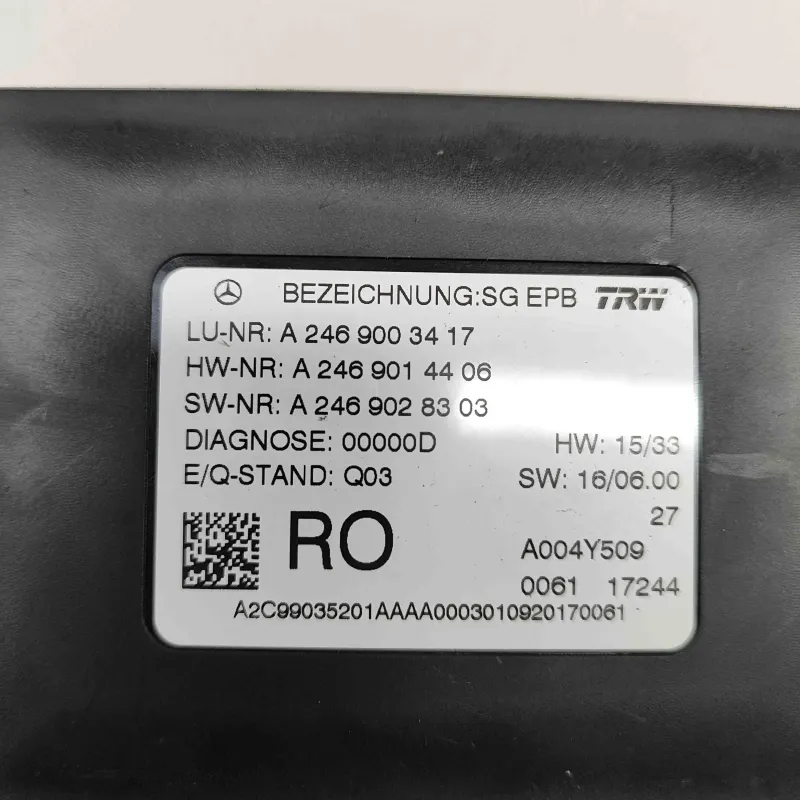 BEZEICHNUNG:SG EPB TRW
LU-NR: A 246 900 34 17
HW-NR: A 246 901 44 06
SW-NR: A 246 902 83 03
DIAGNOSE: 00000D HW: 15/33
E/Q-STAND: Q03 SW: 16/06.00
27
RO A004Y509
0061 17244
A2C99035201AAAA0003010920170061